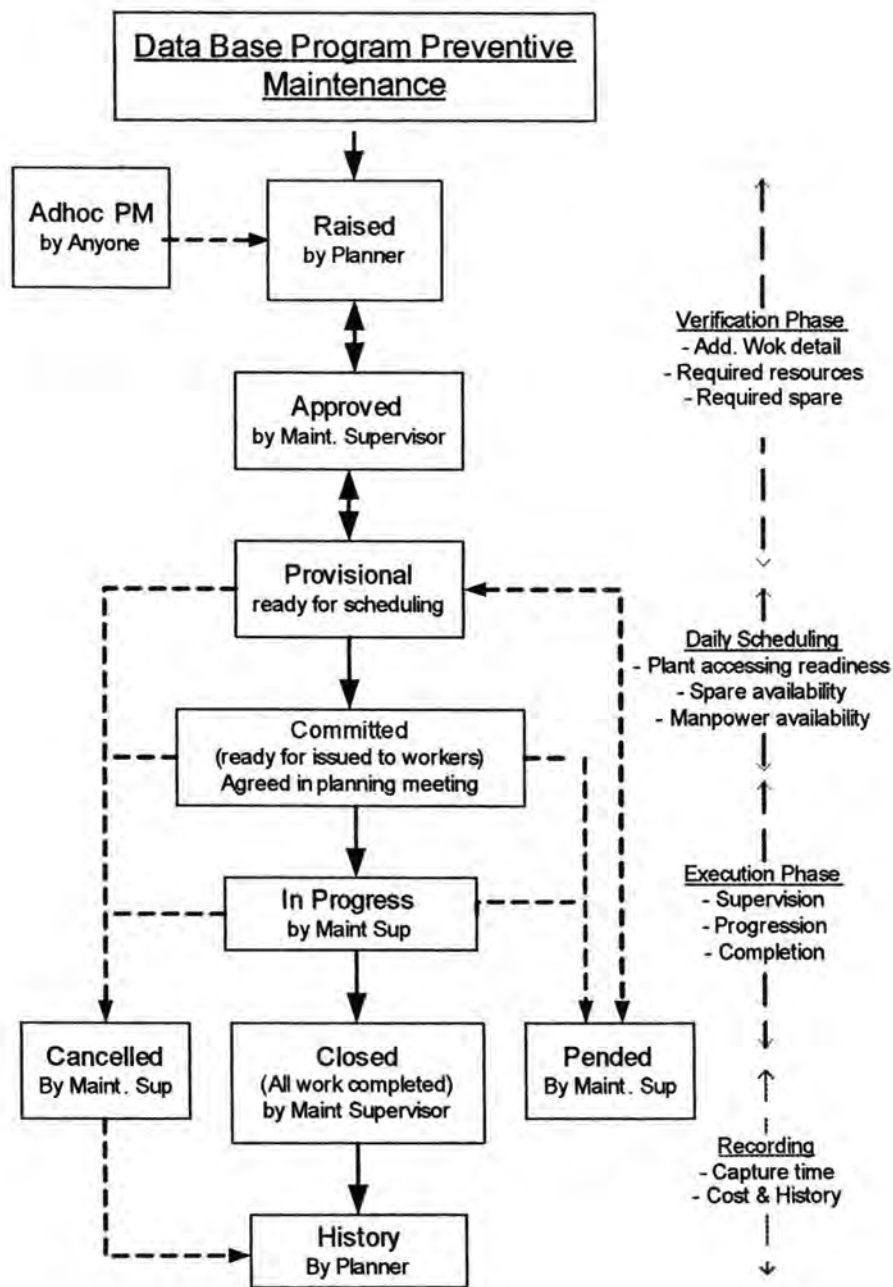 Data Base Program Preventive
Maintenance
Adhoc PM
by Anyone
Raised
by Planner
Verification Phase
- Add. Wok detail
- Required resources
- Required spare
Approved
by Maint. Supervisor
Provisional
ready for scheduling
Daily Scheduling
- Plant accessing readiness
- Spare availability
- Manpower availability
Committed
(ready for issued to workers)
Agreed in planning meeting
In Progress
by Maint Sup
Execution Phase
- Supervision
- Progression
- Completion
Cancelled
By Maint. Sup
Closed
(All work completed)
by Maint Supervisor
Pended
By Maint. Sup
Recording
- Capture time
- Cost & History
History
By Planner